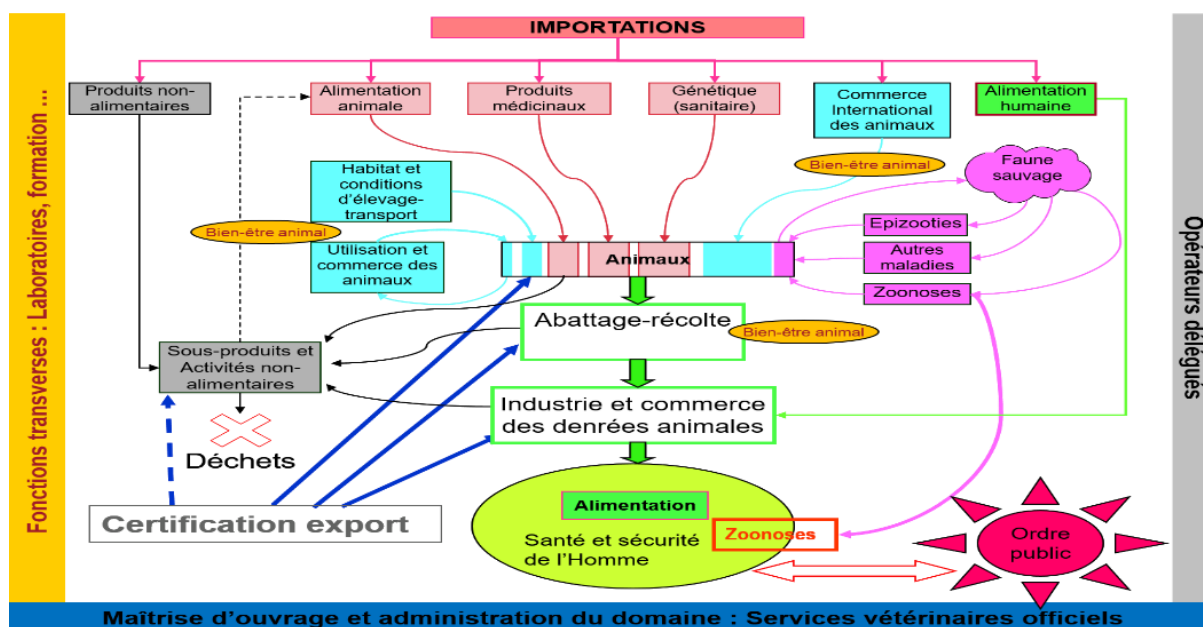 IMPORTATIONS
Produits non-
alimentaires
Alimentation
animale
Produits
médicinaux
Génétique
(sanitaire)
Commerce
International
des animaux
Alimentation
humaine
Bien-être animal
Faune
sauvage
Habitat et
conditions
d'élevage-
transport
Bien-être animal
Utilisation et
commerce des
animaux
Animaux
Epizooties
Autres
maladies
Zoonoses
Abattage-récolte
Bien-être animal
Sous-produits et
Activités non-
alimentaires
Industrie et commerce
des denrées animales
Déchets
Certification export
Alimentation
Santé et sécurité
de l'Homme
Zoonoses
Ordre
public
Fonctions transverses : Laboratoires, formation ...
Opérateurs délégués
Maîtrise d'ouvrage et administration du domaine : Services vétérinaires officiels